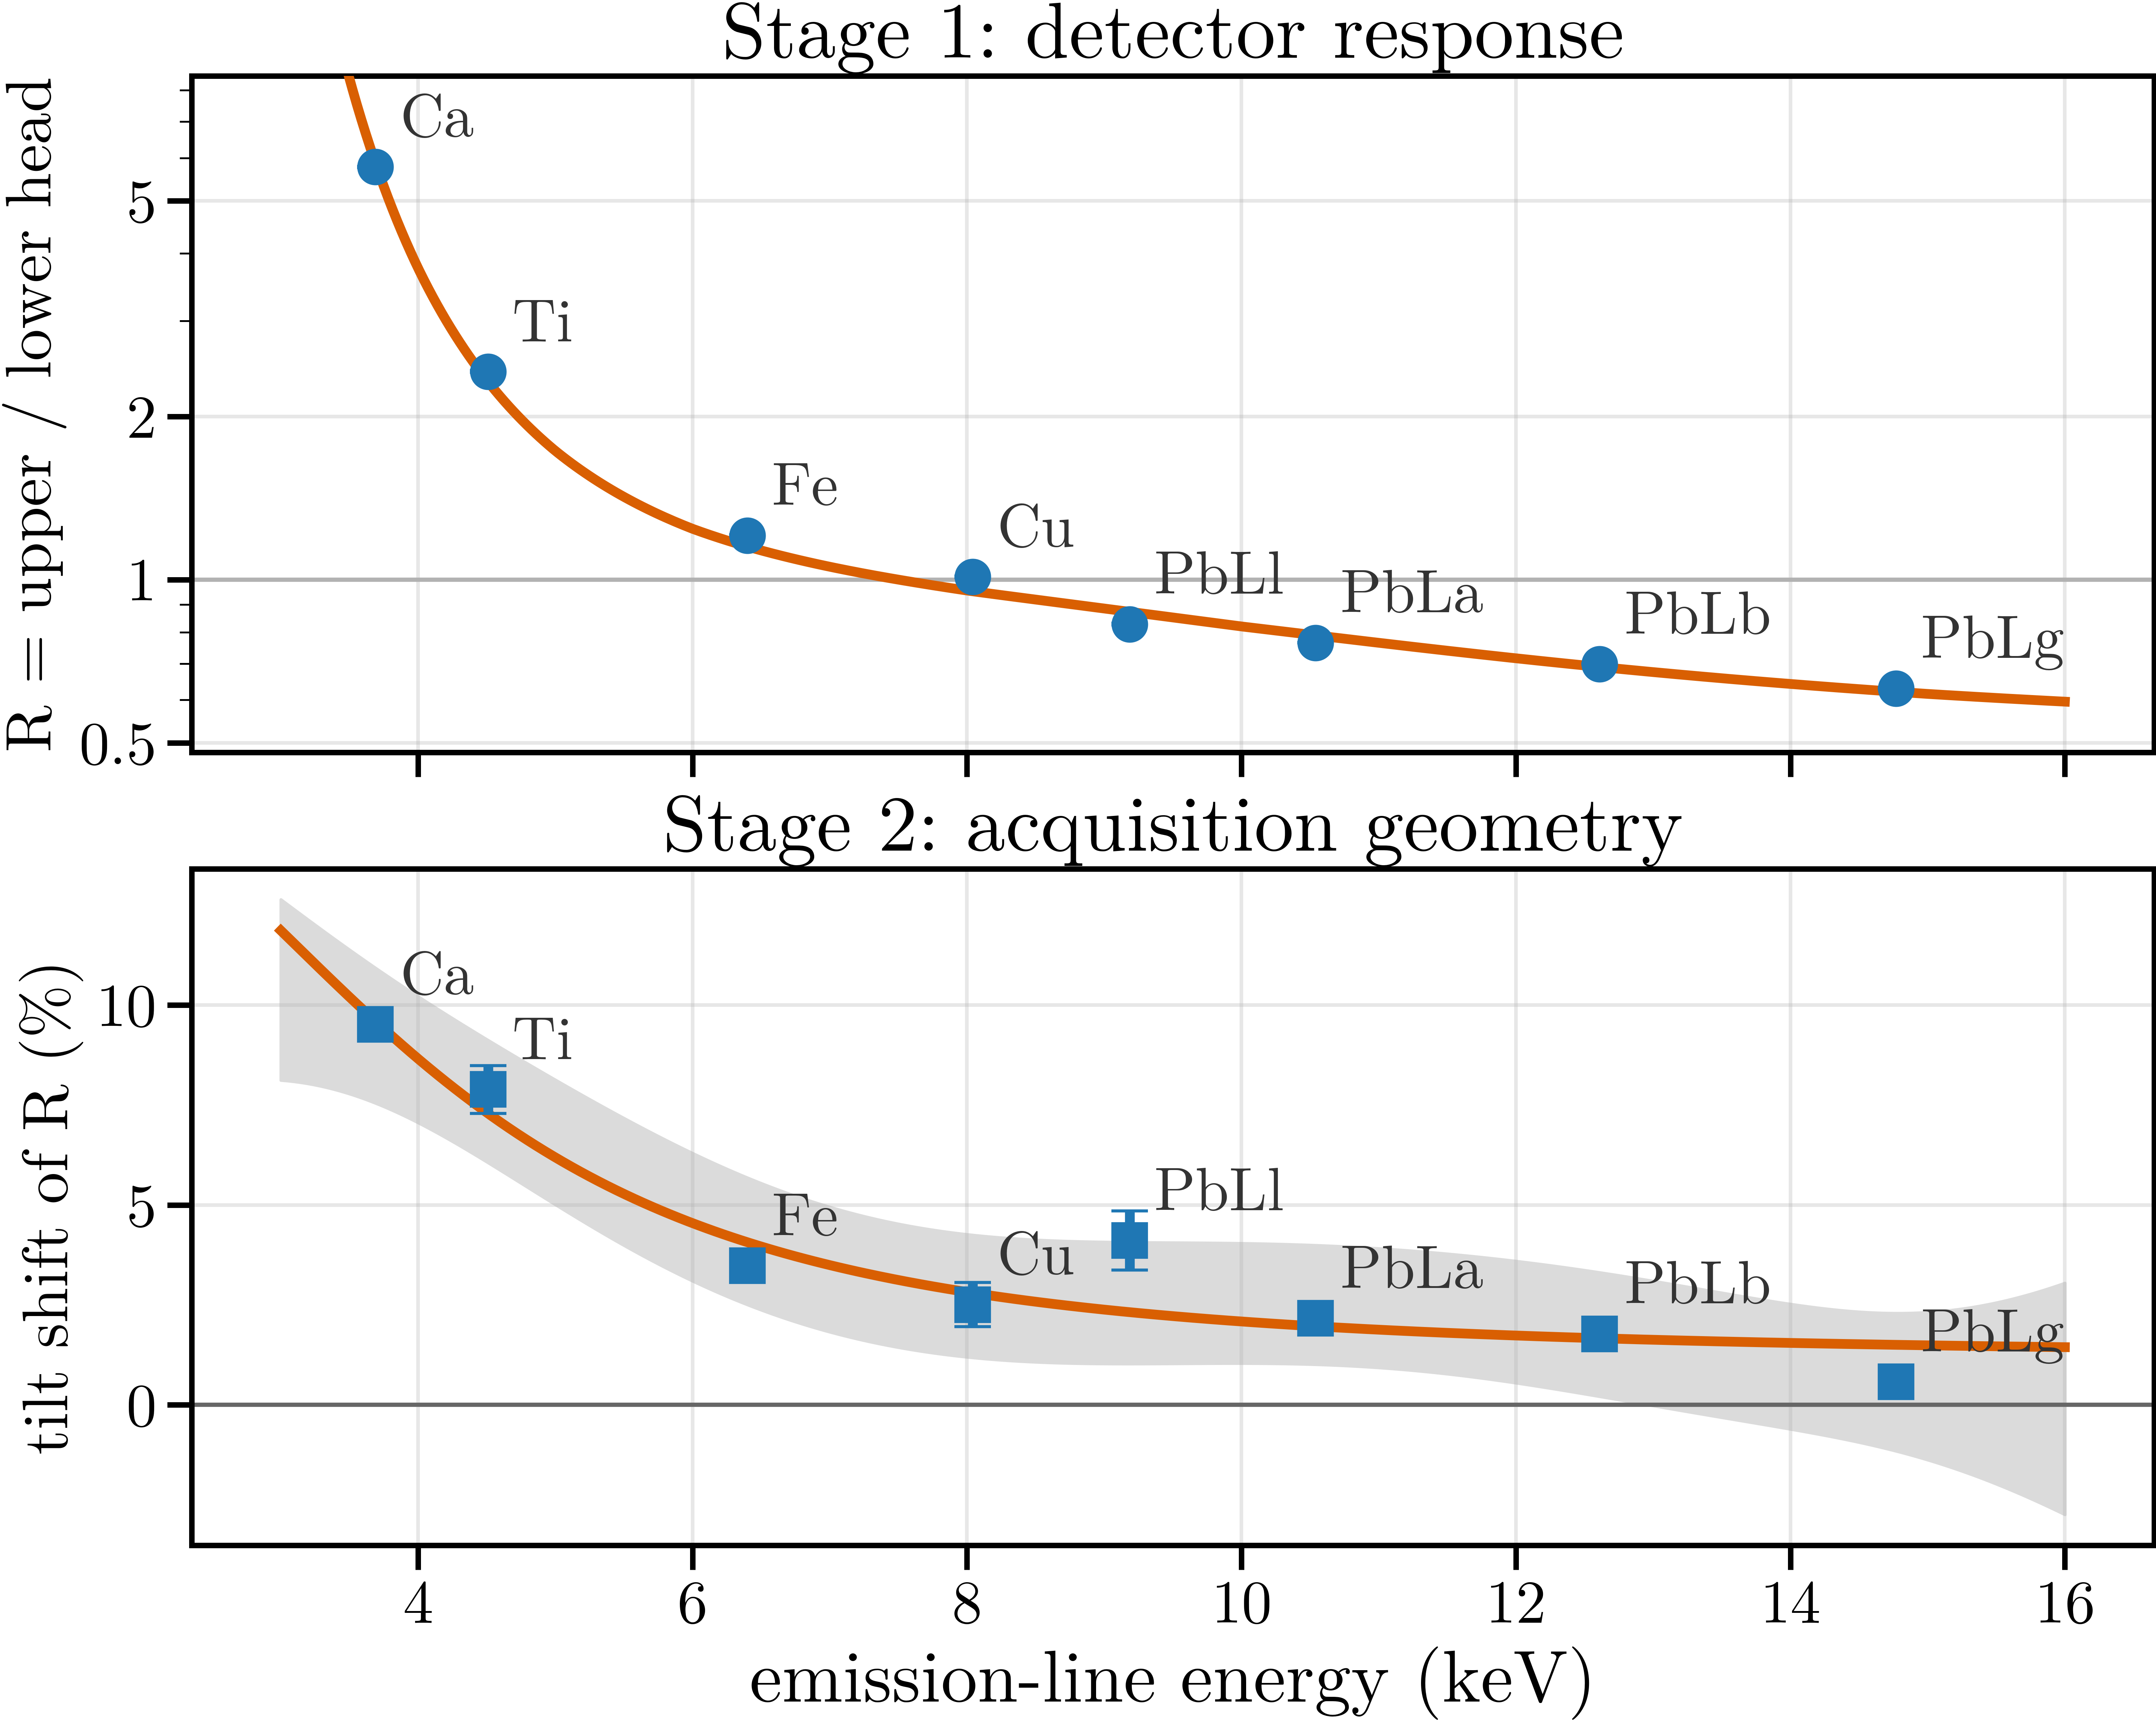 Stage 1: detector response
R = upper / lower head
5
2
1
0.5
Ca
Ti
Fe
Cu
PbLl
PbLa
PbLb
PbLg
Stage 2: acquisition geometry
tilt shift of R (%)
10
5
0
Ca
Ti
Fe
Cu
PbLl
PbLa
PbLb
PbLg
4 6 8 10 12 14 16
emission-line energy (keV)